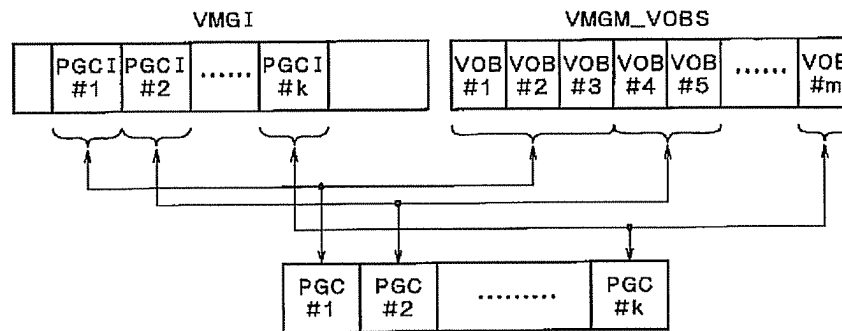 VMGI
VMGM_VOBS
PGCI PGCI ...... PGCI
#1 #2 #k
VOB VOB VOB VOB VOB ...... VOB
#1 #2 #3 #4 #5 #m
PGC PGC ......... PGC
#1 #2 #k